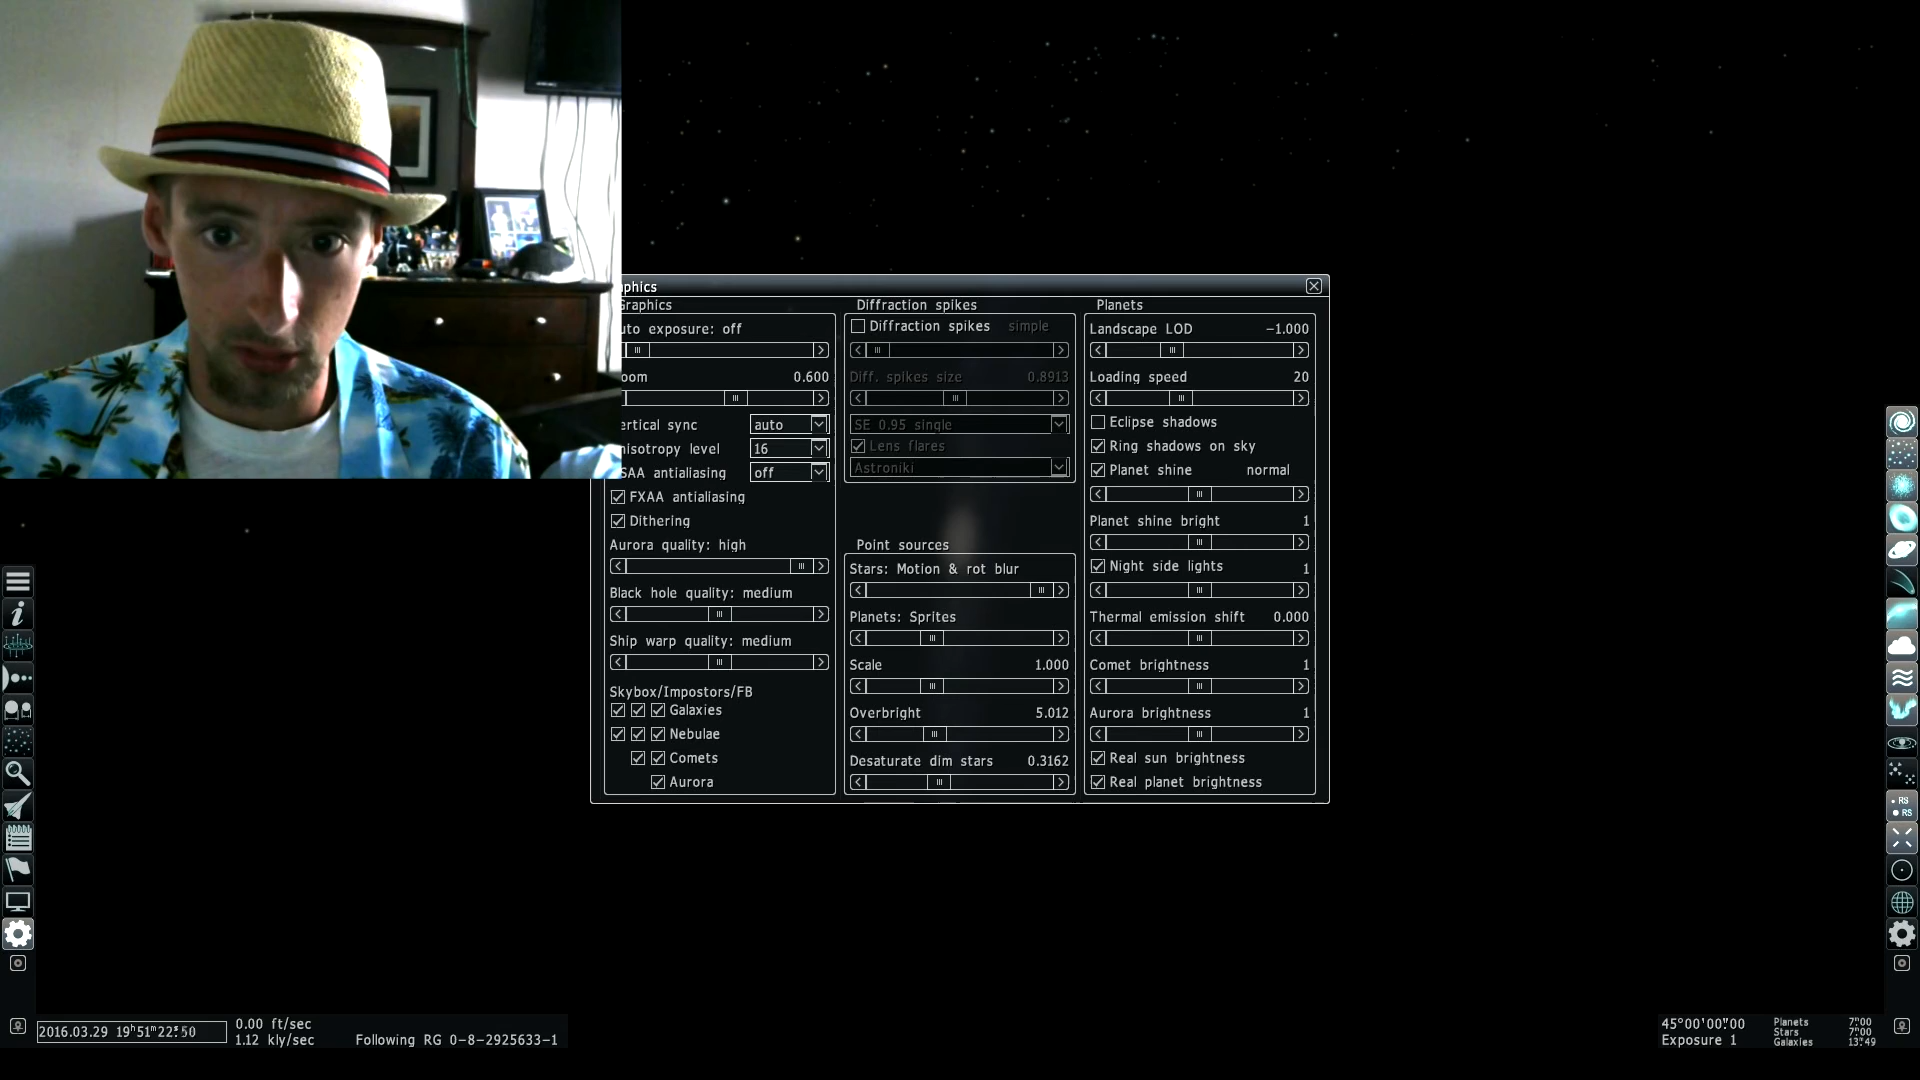 phics
Graphics
uto exposure: off
oom 0.600
ertical sync auto
nisotropy level 16
SAA antialiasing off
FXAA antialiasing
Dithering
Aurora quality: high
Black hole quality: medium
Ship warp quality: medium
Skybox/Impostors/FB
Galaxies
Nebulae
Comets
Aurora
Diffraction spikes
Diffraction spikes simple
Diff. spikes size 0.8913
SE 0.95 single
Lens flares
Astroniki
Point sources
Stars: Motion & rot blur
Planets: Sprites
Scale 1.000
Overbright 5.012
Desaturate dim stars 0.3162
Planets
Landscape LOD -1.000
Loading speed 20
Eclipse shadows
Ring shadows on sky
Planet shine normal
Planet shine bright 1
Night side lights 1
Thermal emission shift 0.000
Comet brightness 1
Aurora brightness 1
Real sun brightness
Real planet brightness
RS
RS
2016.03.29 19ʰ51ᵐ22ˢ.50
0.00 ft/sec
1.12 kly/sec
Following RG 0-8-2925633-1
45°00'00".00
Exposure 1
Planets 7ᵐ.00
Stars 7ᵐ.00
Galaxies 13ᵐ.49